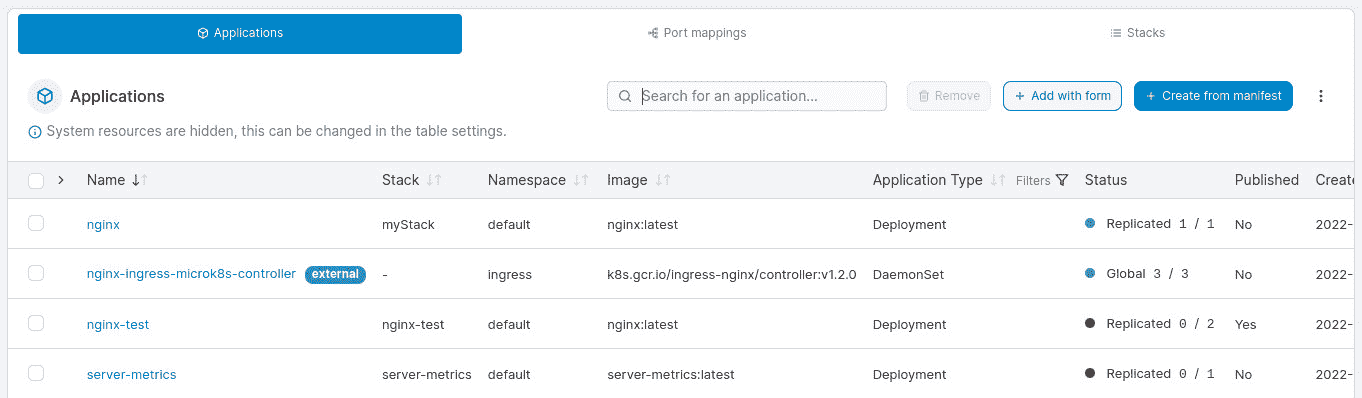 Applications Port mappings Stacks
Applications Search for an application... Remove + Add with form + Create from manifest
System resources are hidden, this can be changed in the table settings.
Name Stack Namespace Image Application Type Filters Status Published
nginx myStack default nginx:latest Deployment Replicated 1 / 1 No 2022-
nginx-ingress-microk8s-controller external - ingress k8s.gcr.io/ingress-nginx/controller:v1.2.0 DaemonSet Global 3 / 3 No 2022-
nginx-test nginx-test default nginx:latest Deployment Replicated 0 / 2 Yes 2022-
server-metrics server-metrics default server-metrics:latest Deployment Replicated 0 / 1 No 2022-